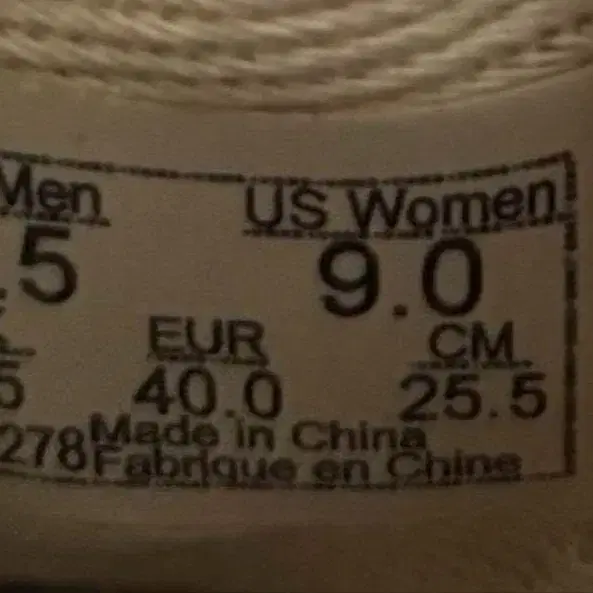 Men US Women
.5 9.0
EUR CM
5 40.0 25.5
278 Made in China
Fabrique en Chine